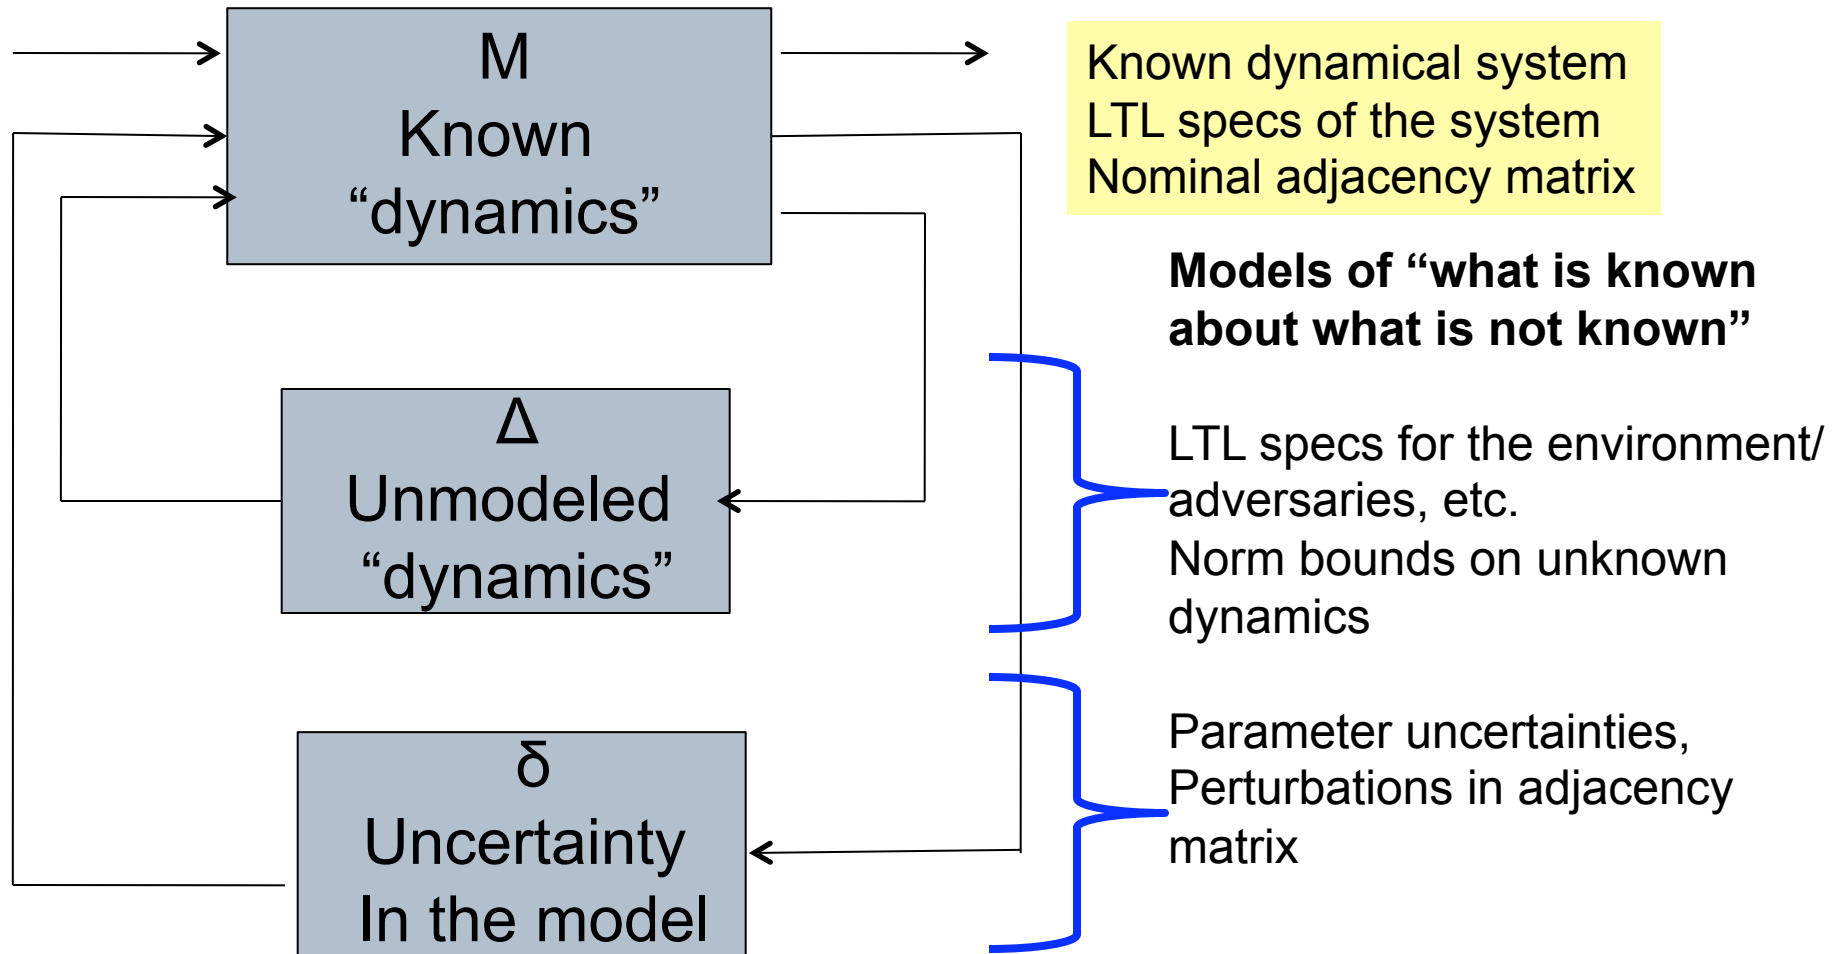 M
Known
“dynamics”
Known dynamical system
LTL specs of the system
Nominal adjacency matrix
Models of “what is known
about what is not known”
Δ
Unmodeled
“dynamics”
LTL specs for the environment/
adversaries, etc.
Norm bounds on unknown
dynamics
δ
Uncertainty
In the model
Parameter uncertainties,
Perturbations in adjacency
matrix